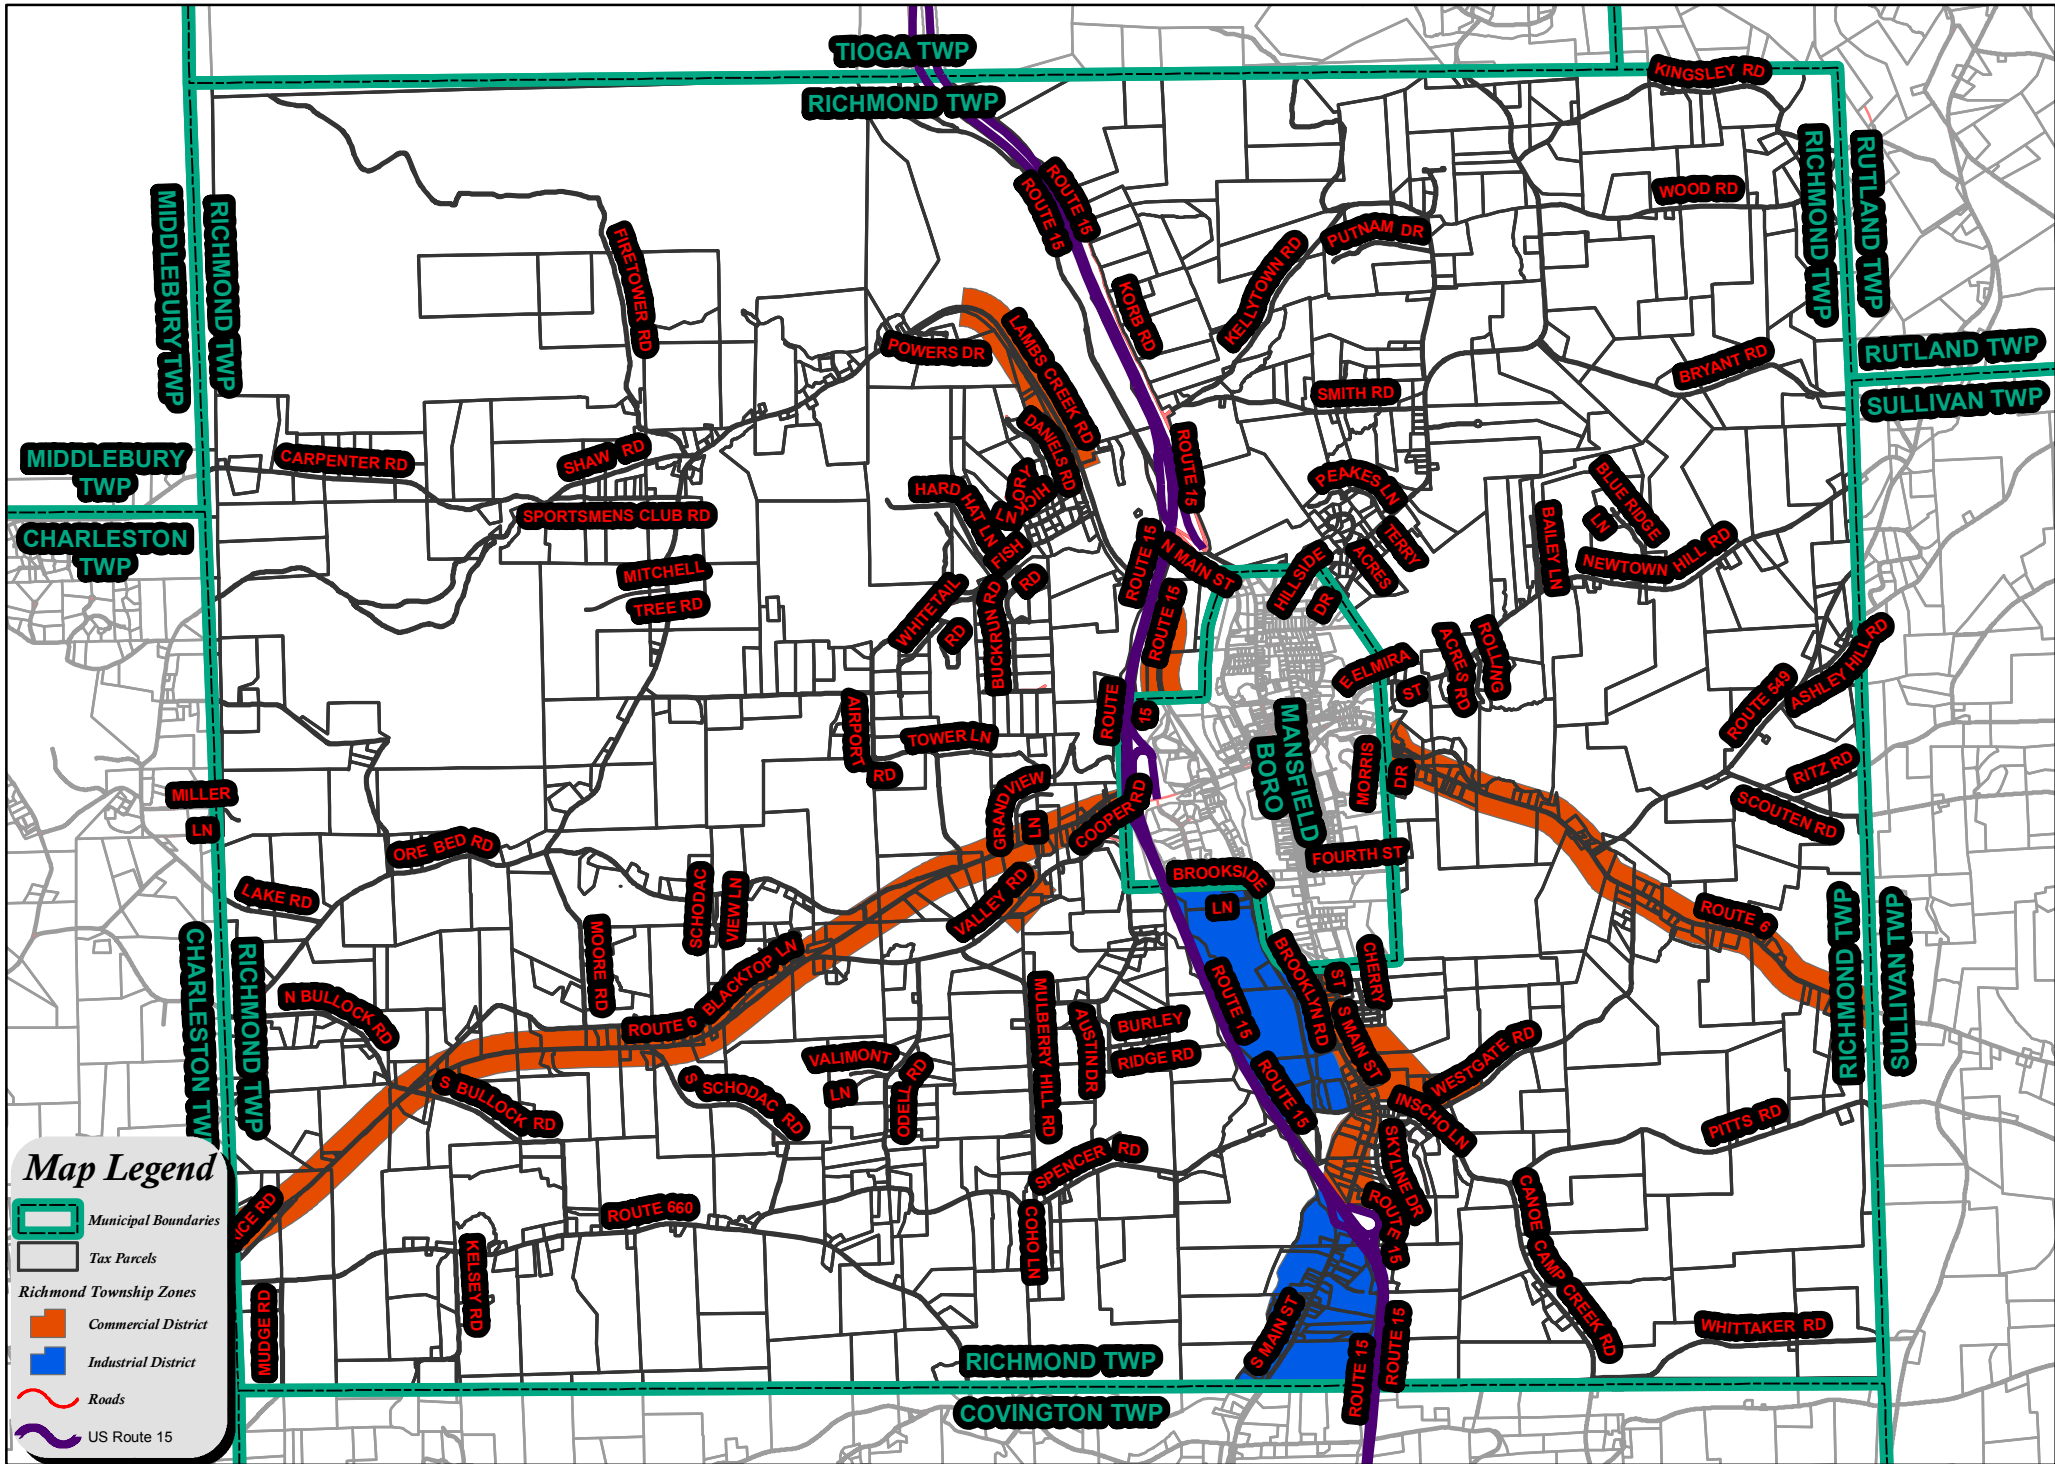 TIOGA TWP
RICHMOND TWP
KINGSLEY RD
MIDDLEBURY TWP
RICHMOND TWP
RICHMOND TWP
RUTLAND TWP
WOOD RD
ROUTE 15
ROUTE 15
PUTNAM DR
FIRETOWER RD
KELLYTOWN RD
KORB RD
POWERS DR
LAMBS CREEK RD
RUTLAND TWP
BRYANT RD
SMITH RD
SULLIVAN TWP
MIDDLEBURY
TWP
CARPENTER RD
SHAW RD
DANIELS RD
ROUTE 15
PEAKES LN
BLUE RIDGE
LN
HARD
HAT LN
HICKORY
LN
SPORTSMENS CLUB RD
CHARLESTON
TWP
BAILEY LN
NEWTOWN HILL RD
TERRY
ACRES
HILLSIDE
DR
N MAIN ST
ROUTE 15
ROUTE 15
FISH
RD
MITCHELL
TREE RD
WHITETAIL
RD
BUCKRUN RD
ACRES RD
ROLLING
E.ELMIRA
ST
ASHLEY HILL RD
ROUTE 549
AIRPORT
RD
TOWER LN
ROUTE
15
MANSFIELD
BORO
MORRIS
DR
RITZ RD
SCOUTEN RD
MILLER
LN
GRANDVIEW
LN
COOPER RD
ORE BED RD
FOURTH ST
BROOKSIDE
LN
LAKE RD
SCHODAC
VIEW LN
VALLEY RD
ROUTE 6
RICHMOND TWP
SULLIVAN TWP
CHARLESTON TWP
RICHMOND TWP
MOORE RD
BLACKTOP LN
ROUTE 6
N BULLOCK RD
MULBERRY HILL RD
AUSTIN DR
BURLEY
RIDGE RD
ROUTE 15
BROOKLYN RD
CHERRY
ST
S MAIN ST
WESTGATE RD
VALIMONT
LN
ODELL RD
S SCHODAC RD
S BULLOCK RD
ROUTE 15
INSCHO LN
PITTS RD
SPENCER RD
SKYLINE DR
ROUTE 15
ROUTE 660
COHO LN
CANOE CAMP CREEK RD
KELSEY RD
MUDGE RD
S MAIN ST
ROUTE 15
ROUTE 15
WHITTAKER RD
RICHMOND TWP
COVINGTON TWP
Map Legend
Municipal Boundaries
Tax Parcels
Richmond Township Zones
Commercial District
Industrial District
Roads
US Route 15